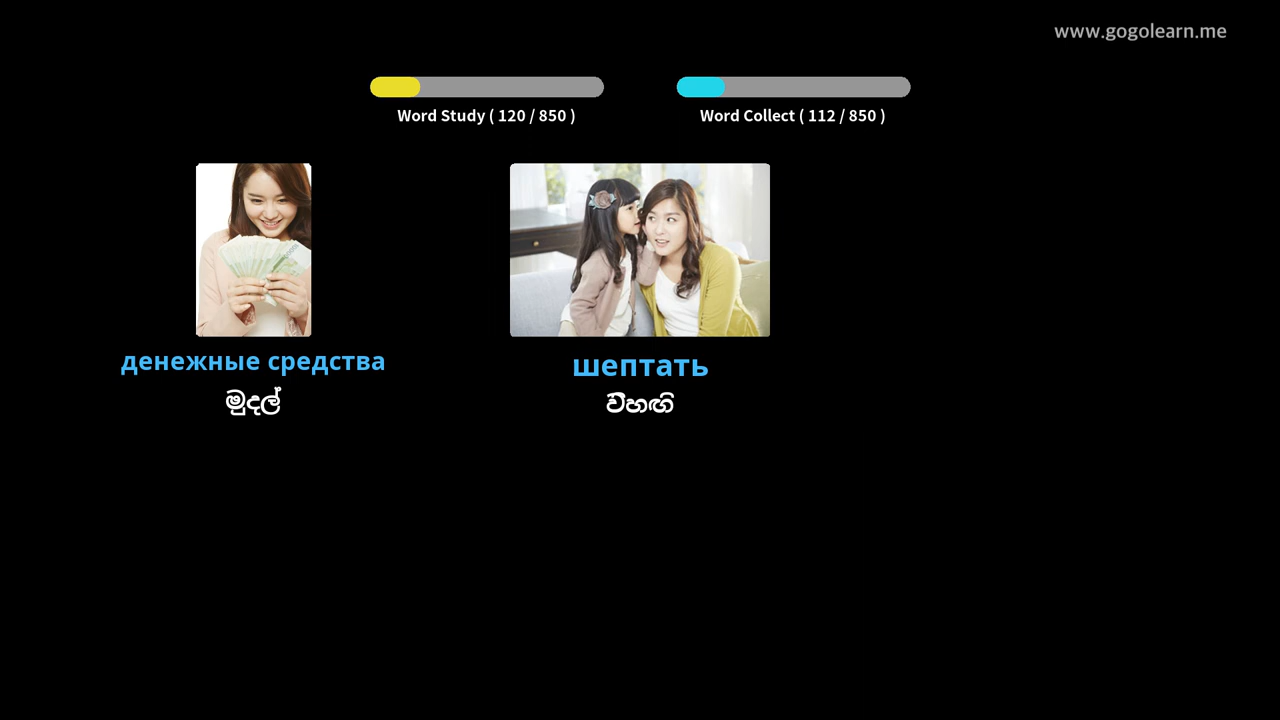 www.gogolearn.me
Word Study ( 120 / 850 )
Word Collect ( 112 / 850 )
денежные средства
මුදල්
шептать
විහඟි